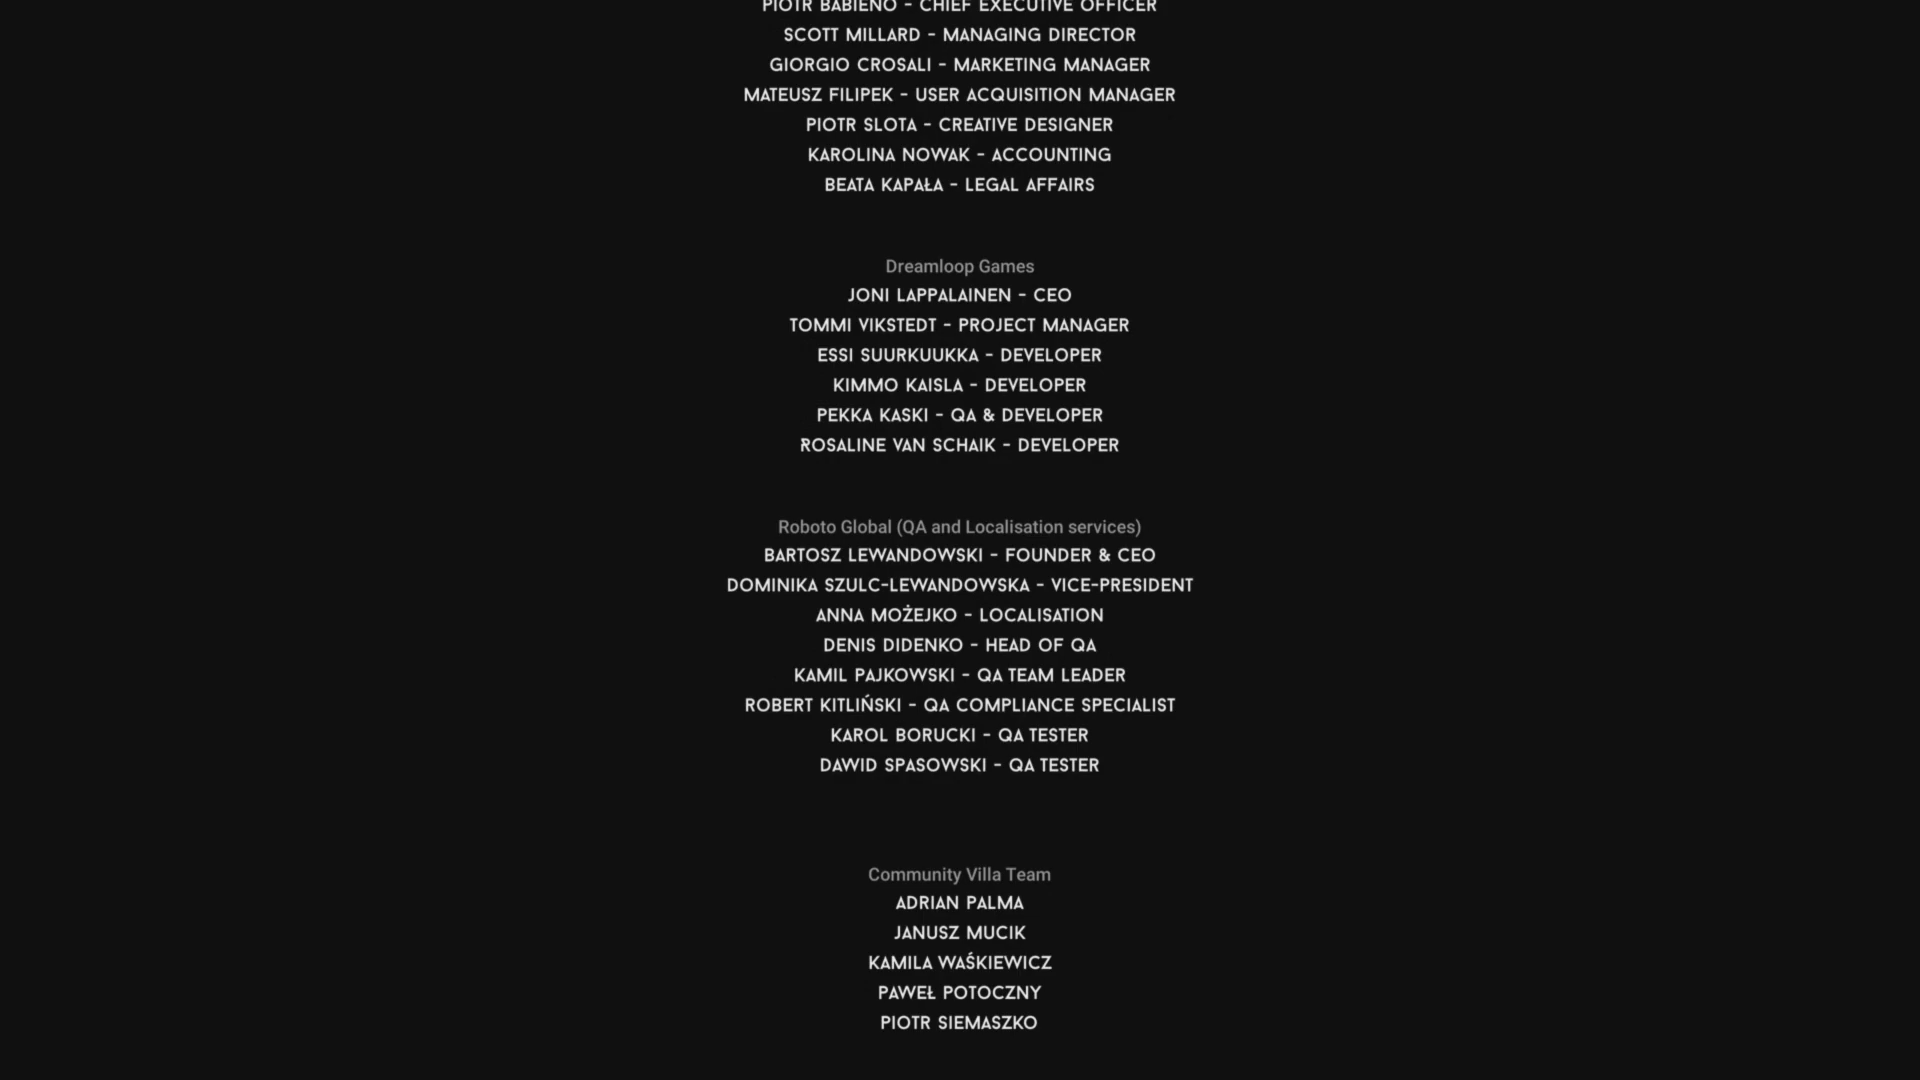 PIOTR BABIENO - CHIEF EXECUTIVE OFFICER
SCOTT MILLARD - MANAGING DIRECTOR
GIORGIO CROSALI - MARKETING MANAGER
MATEUSZ FILIPEK - USER ACQUISITION MANAGER
PIOTR SLOTA - CREATIVE DESIGNER
KAROLINA NOWAK - ACCOUNTING
BEATA KAPAŁA - LEGAL AFFAIRS
Dreamloop Games
JONI LAPPALAINEN - CEO
TOMMI VIKSTEDT - PROJECT MANAGER
ESSI SUURKUUKKA - DEVELOPER
KIMMO KAISLA - DEVELOPER
PEKKA KASKI - QA & DEVELOPER
ROSALINE VAN SCHAIK - DEVELOPER
Roboto Global (QA and Localisation services)
BARTOSZ LEWANDOWSKI - FOUNDER & CEO
DOMINIKA SZULC-LEWANDOWSKA - VICE-PRESIDENT
ANNA MOŻEJKO - LOCALISATION
DENIS DIDENKO - HEAD OF QA
KAMIL PAJKOWSKI - QA TEAM LEADER
ROBERT KITLIŃSKI - QA COMPLIANCE SPECIALIST
KAROL BORUCKI - QA TESTER
DAWID SPASOWSKI - QA TESTER
Community Villa Team
ADRIAN PALMA
JANUSZ MUCIK
KAMILA WAŚKIEWICZ
PAWEŁ POTOCZNY
PIOTR SIEMASZKO